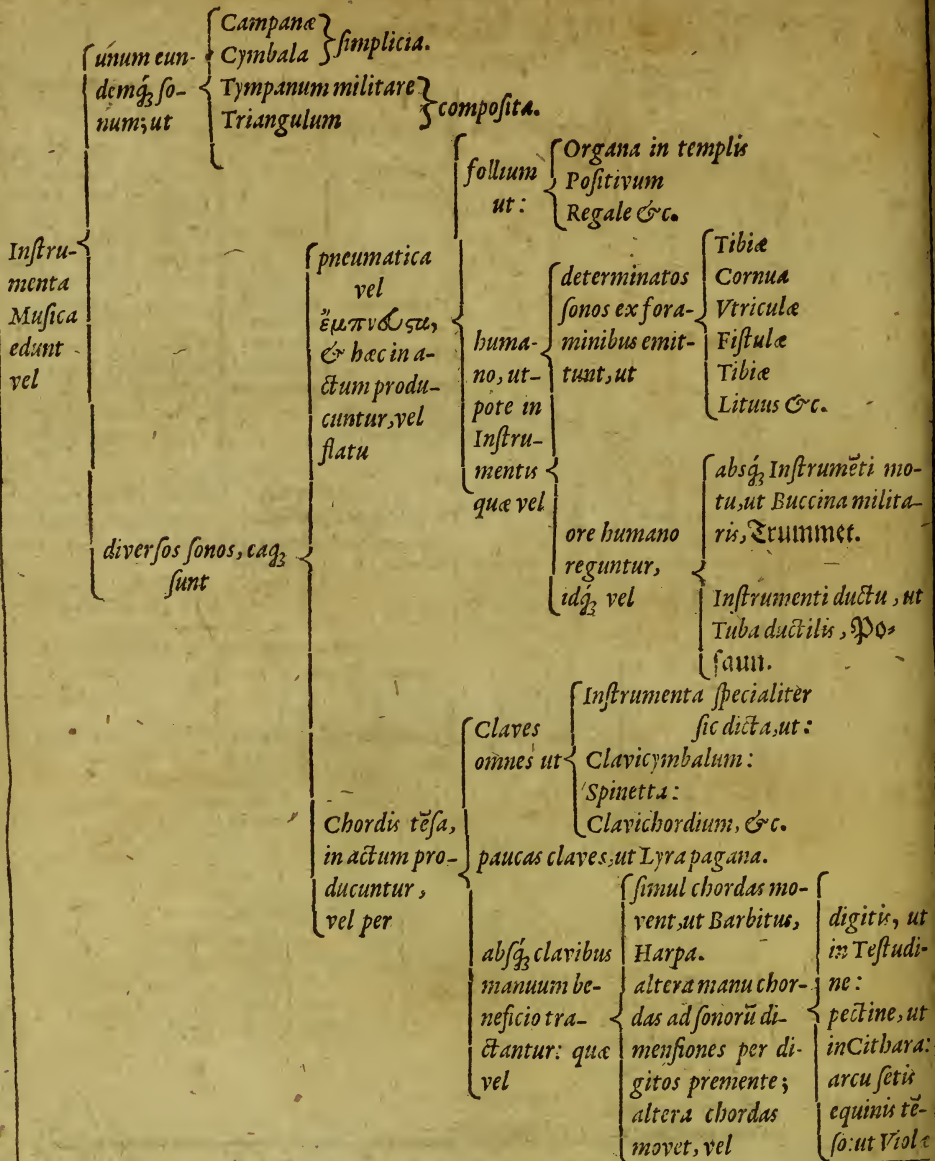 Instru-
menta
Musica
edunt
vel
unum eun-
demq́ꝫ so-
num; ut
Campanæ
Cymbala
simplicia.
Tympanum militare
Triangulum
composita.
diversos sonos, eaqꝫ
sunt
pneumatica
vel
ἔμπνευστα,
& hæc in a-
ctum produ-
cuntur, vel
flatu
follium
ut:
Organa in templis
Positivum
Regale &c.
huma-
no, ut-
pote in
Instru-
mentis
quæ vel
determinatos
sonos ex fora-
minibus emit-
tunt, ut
Tibiæ
Cornua
Vtriculæ
Fistulæ
Tibiæ
Lituus &c.
ore humano
reguntur,
idq́ꝫ vel
absq́ꝫ Instrumēti mo-
tu, ut Buccina milita-
ris, Trummet.
Instrumenti ductu, ut
Tuba ductilis, Po-
saun.
Chordis tēsa,
in actum pro-
ducuntur,
vel per
Claves
omnes ut
Instrumenta specialiter
sic dicta, ut:
Clavicymbalum:
Spinetta:
Clavichordium, &c.
paucas claves, ut Lyra pagana.
absq́ꝫ clavibus
manuum be-
neficio tra-
ctantur: quæ
vel
simul chordas mo-
vent, ut Barbitus,
Harpa.
altera manu chor-
das ad sonorū di-
mensiones per di-
gitos premente;
altera chordas
movet, vel
digitis, ut
in Testudi-
ne:
pectine, ut
in Cithara:
arcu setis
equinis tē-
so: ut Violæ